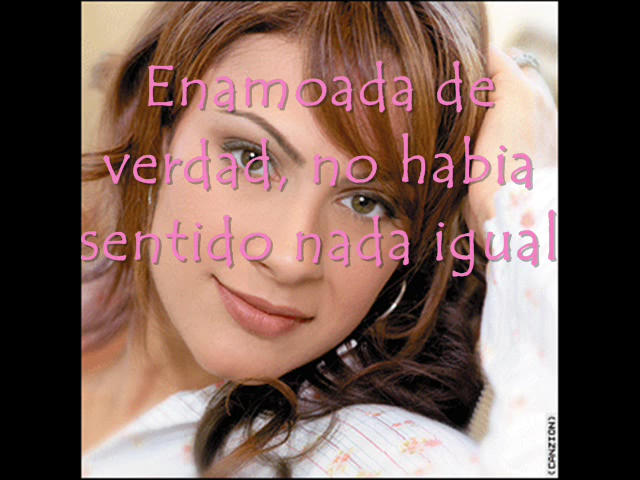 Enamoada de
verdad, no habia
sentido nada igual
(CANZION)